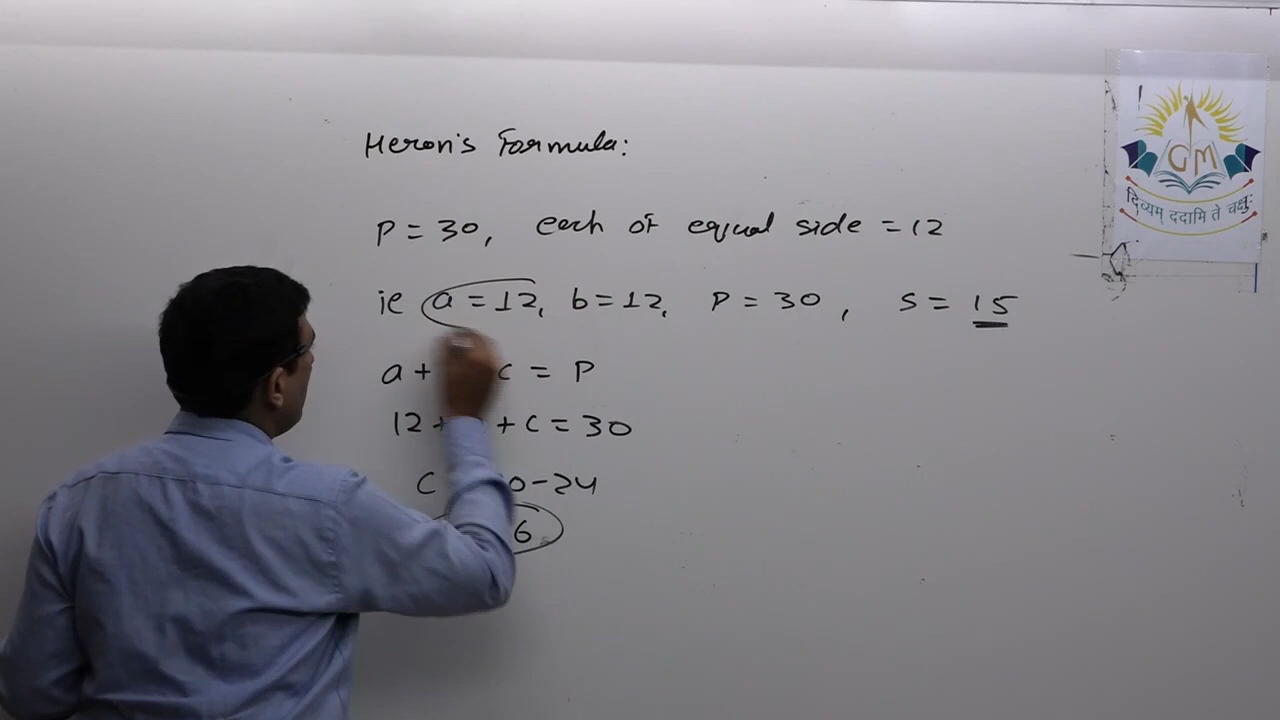 Heron's Formula:
GM
दिव्यम् ददामि ते चक्षुः
P = 30, each of equal side = 12
ie a = 12, b = 12, P = 30, S = 15
a + c = P
12 + + c = 30
c 0 - 24
6